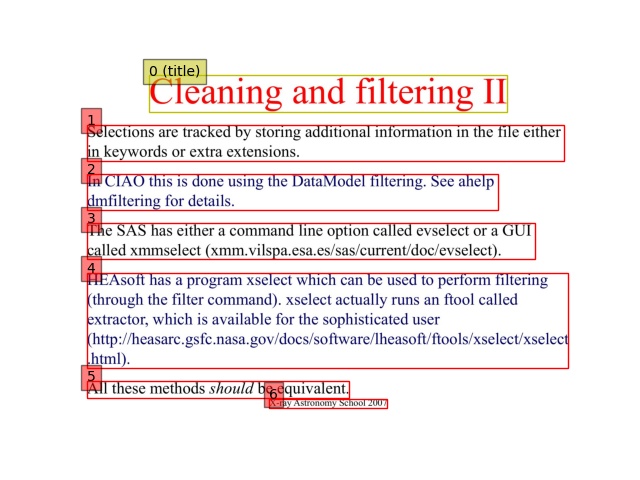 0 (title)
Cleaning and filtering II
1
Selections are tracked by storing additional information in the file either
in keywords or extra extensions.
2
In CIAO this is done using the DataModel filtering. See ahelp
dmfiltering for details.
3
The SAS has either a command line option called evselect or a GUI
called xmmselect (xmm.vilspa.esa.es/sas/current/doc/evselect).
4
HEAsoft has a program xselect which can be used to perform filtering
(through the filter command). xselect actually runs an ftool called
extractor, which is available for the sophisticated user
(http://heasarc.gsfc.nasa.gov/docs/software/lheasoft/ftools/xselect/xselect
.html).
5
All these methods should be equivalent.
6
X-ray Astronomy School 2007